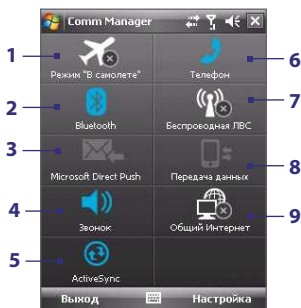 Comm Manager
1
Режим "В самолете"
Телефон
6
2
Bluetooth
Беспроводная ЛВС
7
3
Microsoft Direct Push
Передача данных
8
4
Звонок
Общий Интернет
9
5
ActiveSync
Выход
Настройка